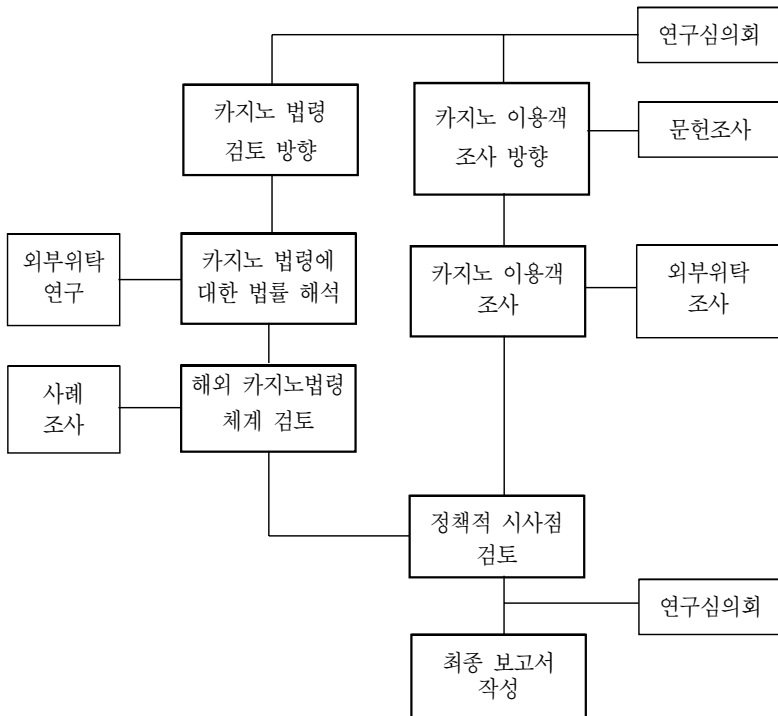 연구심의회
카지노 법령
검토 방향
카지노 이용객
조사 방향
문헌조사
외부위탁
연구
카지노 법령에
대한 법률 해석
카지노 이용객
조사
외부위탁
조사
사례
조사
해외 카지노법령
체계 검토
정책적 시사점
검토
연구심의회
최종 보고서
작성